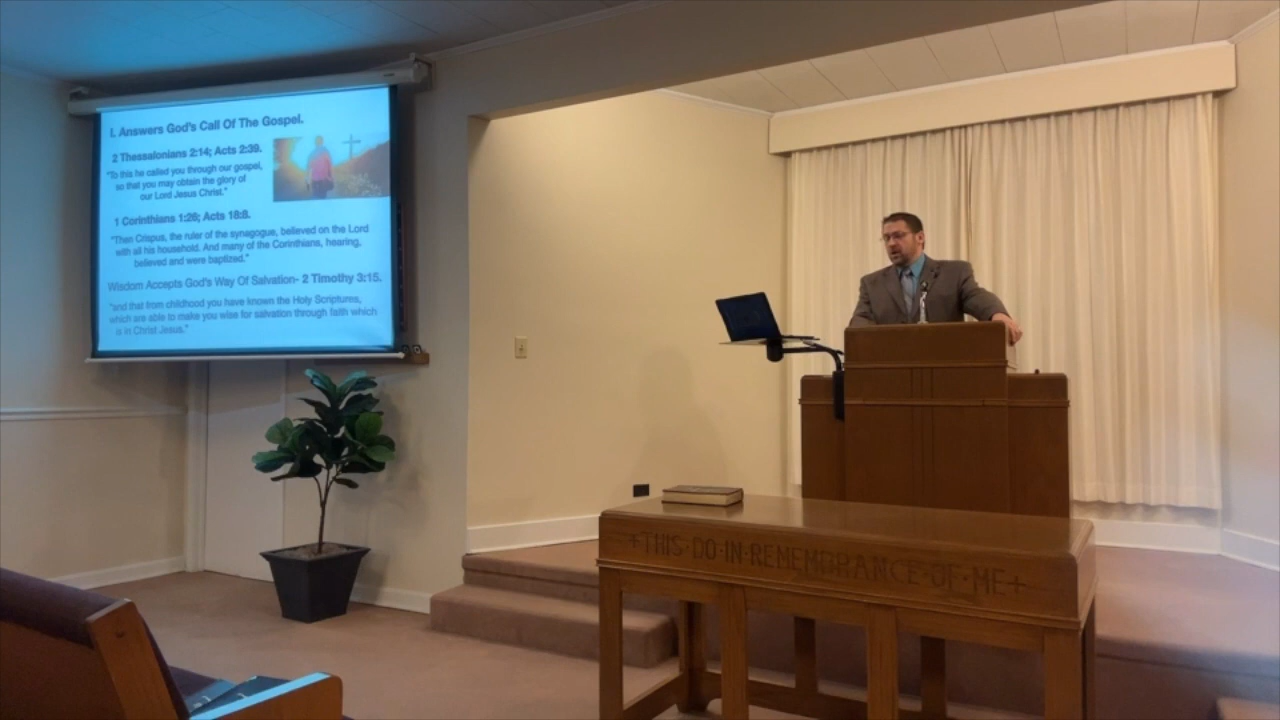 I. Answers God's Call Of The Gospel.
2 Thessalonians 2:14; Acts 2:39.
"To this he called you through our gospel,
so that you may obtain the glory of
our Lord Jesus Christ."
1 Corinthians 1:26; Acts 18:8.
"Then Crispus, the ruler of the synagogue, believed on the Lord
with all his household. And many of the Corinthians, hearing,
believed and were baptized."
Wisdom Accepts God's Way Of Salvation- 2 Timothy 3:15.
"and that from childhood you have known the Holy Scriptures,
which are able to make you wise for salvation through faith which
is in Christ Jesus."
+THIS·DO·IN·REMEMBRANCE·OF·ME+